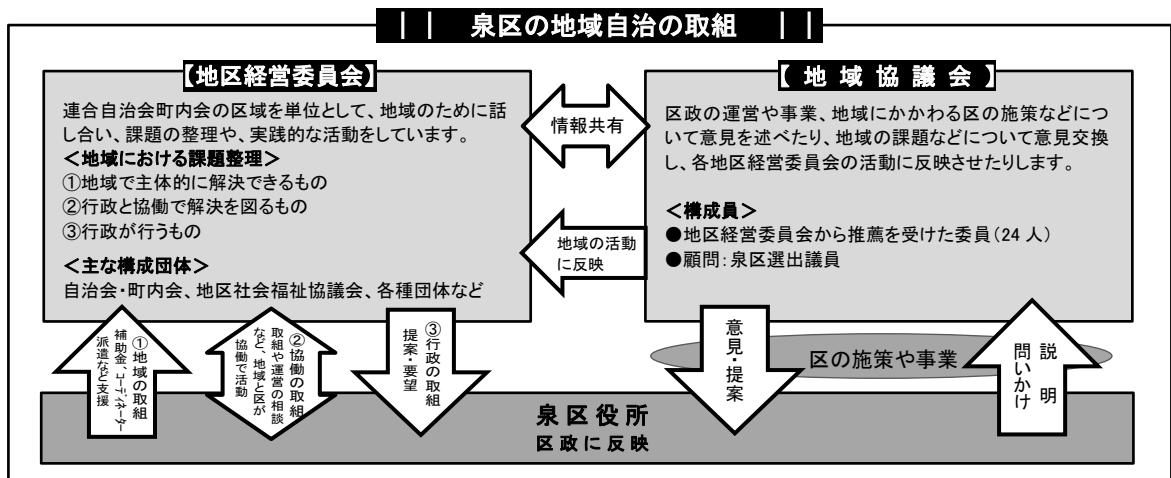 泉区の地域自治の取組
【地区経営委員会】
連合自治会町内会の区域を単位として、地域のために話
し合い、課題の整理や、実践的な活動をしています。
＜地域における課題整理＞
①地域で主体的に解決できるもの
②行政と協働で解決を図るもの
③行政が行うもの
＜主な構成団体＞
自治会・町内会、地区社会福祉協議会、各種団体など
情報共有
地域の活動
に反映
【地域協議会】
区政の運営や事業、地域にかかわる区の施策などにつ
いて意見を述べたり、地域の課題などについて意見交換
し、各地区経営委員会の活動に反映させたりします。
＜構成員＞
●地区経営委員会から推薦を受けた委員（24 人）
●顧問：泉区選出議員
①地域の取組
補助金、コーディネーター
派遣など支援
②協働の取組
取組や運営の相談
など、地域と区が
協働で活動
③行政の取組
提案・要望
意見・提案
区の施策や事業
説明
問いかけ
泉区役所
区政に反映